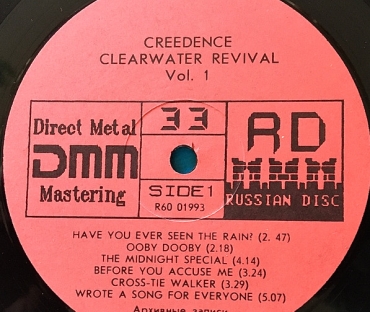 CREEDENCE
CLEARWATER REVIVAL
Vol. 1
Direct Metal
DMM
Mastering
33
SIDE 1
R60 01993
RD
RUSSIAN DISC
HAVE YOU EVER SEEN THE RAIN? (2. 47)
OOBY DOOBY (2.18)
THE MIDNIGHT SPECIAL (4.14)
BEFORE YOU ACCUSE ME (3.24)
CROSS-TIE WALKER (3.29)
WROTE A SONG FOR EVERYONE (5.07)
Архивные записи